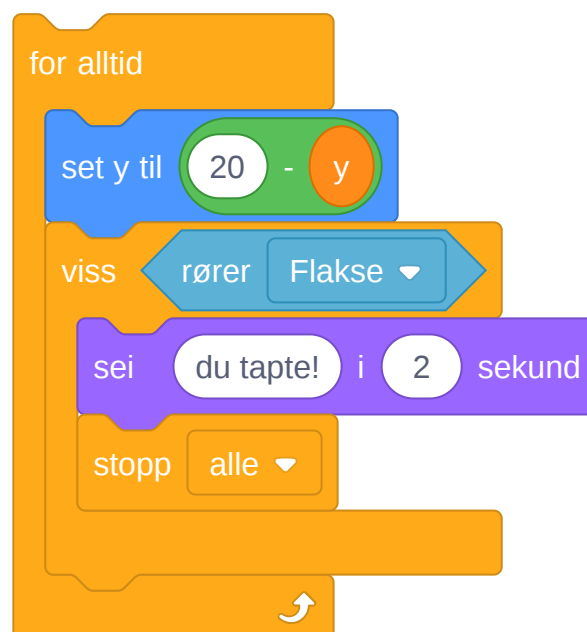 for alltid
set y til 20 - y
viss rører Flakse
sei du tapte! i 2 sekund
stopp alle